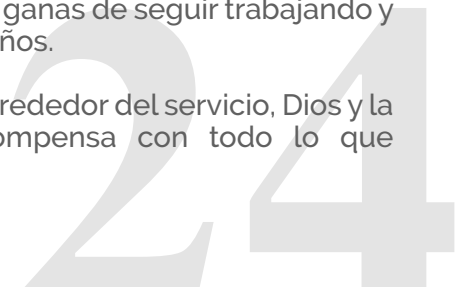 ganas de seguir trabajando y
ños.
rededor del servicio, Dios y la
ompensa con todo lo que
24